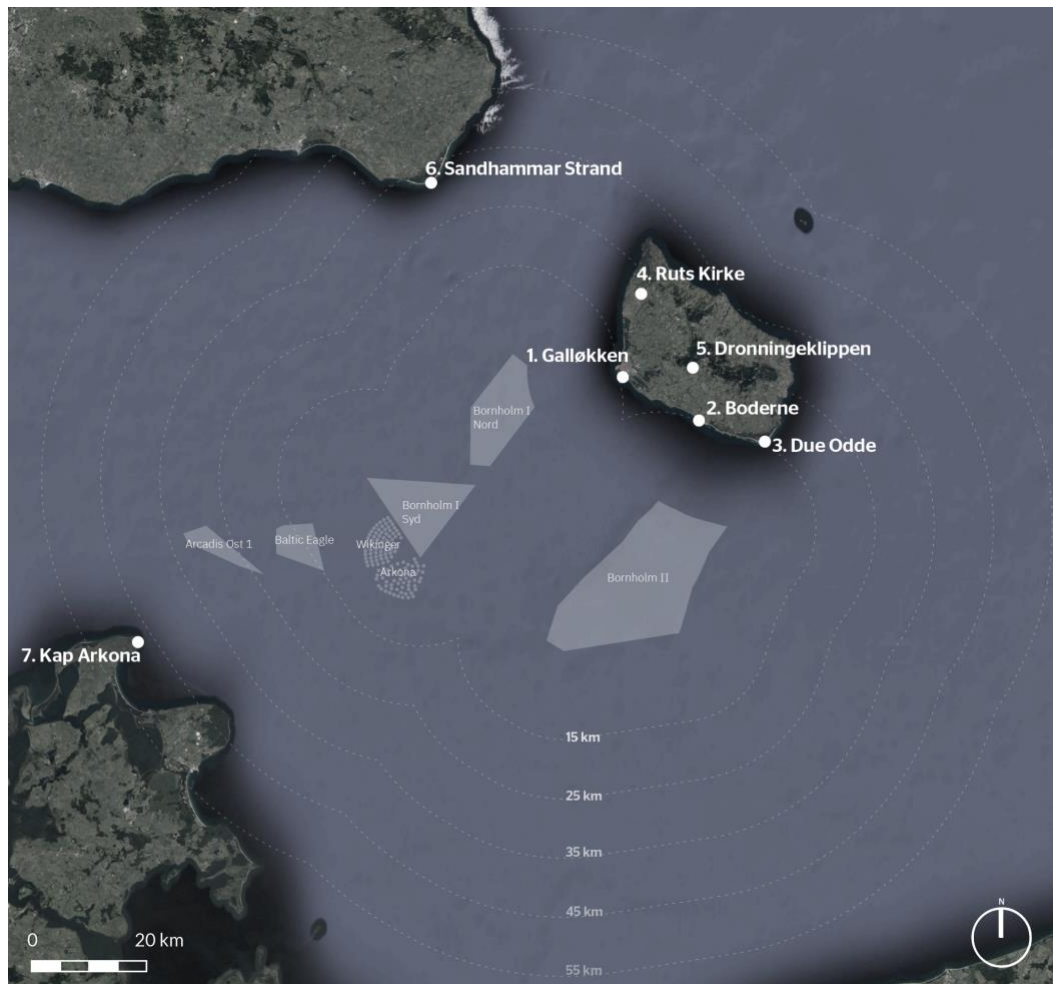 6. Sandhammar Strand
4. Ruts Kirke
5. Dronningeklippen
1. Galløkken
2. Boderne
3. Due Odde
Bornholm I
Nord
Bornholm I
Syd
Arcadis Ost 1
Baltic Eagle
Wikinger
Arkona
Bornholm II
7. Kap Arkona
15 km
25 km
35 km
45 km
55 km
0
20 km
N